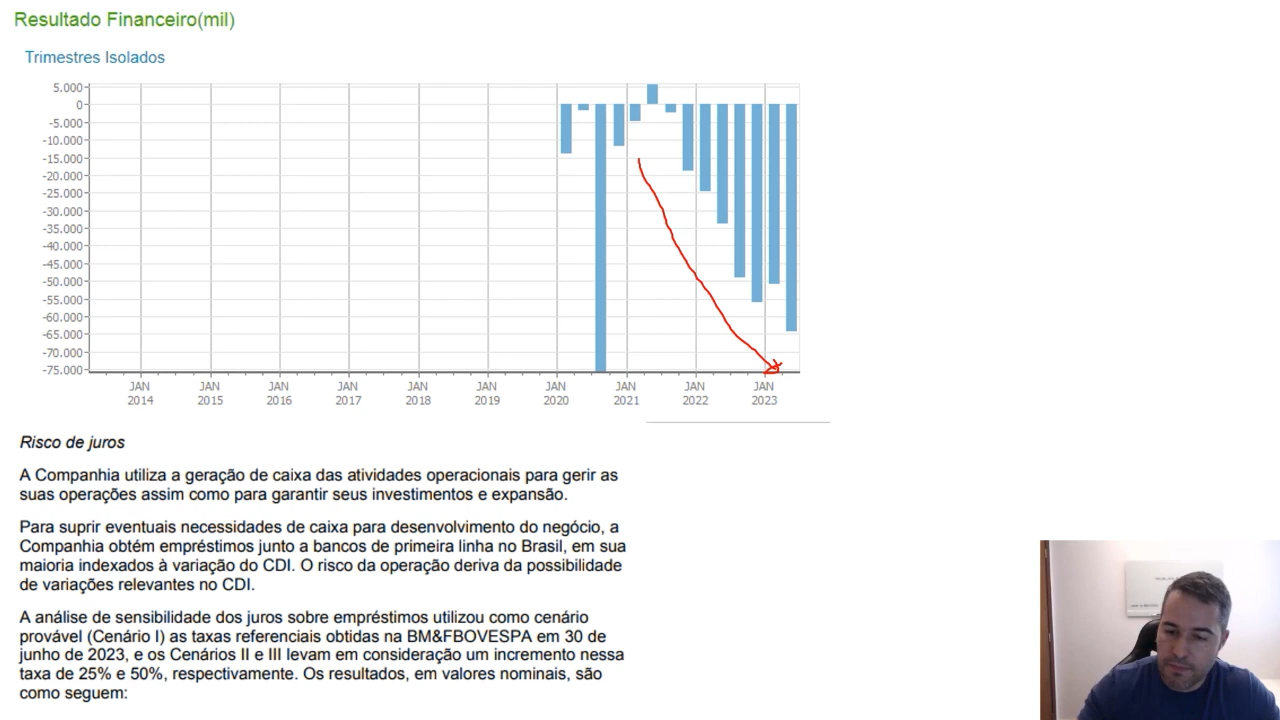 Resultado Financeiro(mil)
Trimestres Isolados
5.000
0
-5.000
-10.000
-15.000
-20.000
-25.000
-30.000
-35.000
-40.000
-45.000
-50.000
-55.000
-60.000
-65.000
-70.000
-75.000
JAN JAN JAN JAN JAN JAN JAN JAN JAN JAN
2014 2015 2016 2017 2018 2019 2020 2021 2022 2023
Risco de juros
A Companhia utiliza a geração de caixa das atividades operacionais para gerir as
suas operações assim como para garantir seus investimentos e expansão.
Para suprir eventuais necessidades de caixa para desenvolvimento do negócio, a
Companhia obtém empréstimos junto a bancos de primeira linha no Brasil, em sua
maioria indexados à variação do CDI. O risco da operação deriva da possibilidade
de variações relevantes no CDI.
A análise de sensibilidade dos juros sobre empréstimos utilizou como cenário
provável (Cenário I) as taxas referenciais obtidas na BM&FBOVESPA em 30 de
junho de 2023, e os Cenários II e III levam em consideração um incremento nessa
taxa de 25% e 50%, respectivamente. Os resultados, em valores nominais, são
como seguem: